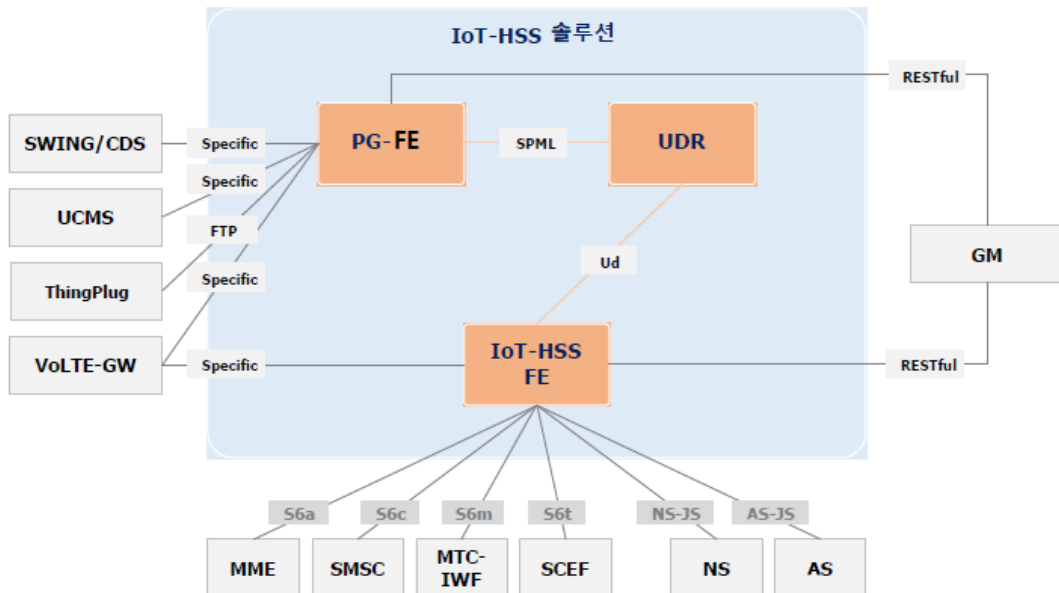 IoT-HSS 솔루션
RESTful
SWING/CDS
Specific
PG-FE
SPML
UDR
Specific
UCMS
FTP
GM
Ud
Specific
ThingPlug
IoT-HSS
FE
VoLTE-GW
Specific
RESTful
S6a
S6c
S6m
S6t
NS-JS
AS-JS
MME
SMSC
MTC-
IWF
SCEF
NS
AS